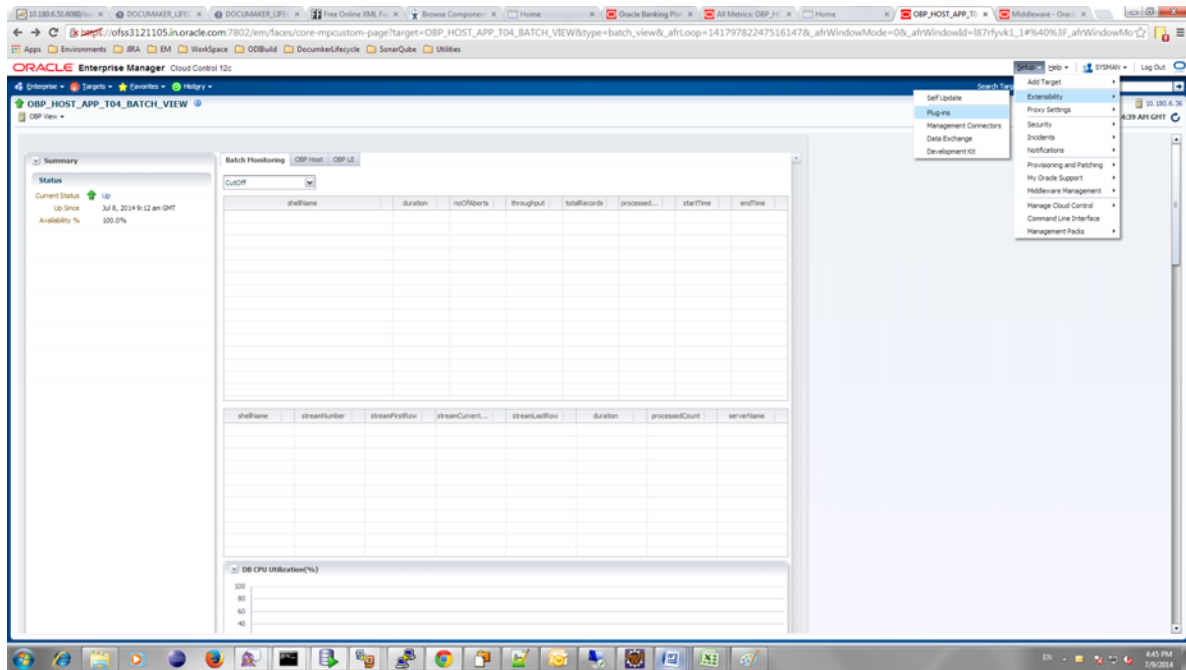 10.180.6.51:8080/
DOCUMAKER_LIFEC
DOCUMAKER_LIFEC
Free Online XML Fo
Browse Componen
Home
Oracle Banking Pla
All Metrics: OBP_HO
Home
OBP_HOST_APP_T0
Middleware - Oracl
https://ofss3121105.in.oracle.com:7802/em/faces/core-mpcustom-page?target=OBP_HOST_APP_T04_BATCH_VIEW&type=batch_view&_afrLoop=14179782247516147&_afrWindowMode=0&_afrWindowId=l87rfyvk1_1#%40%3F_afrWindowMo
Apps Environments JIRA EM WorkSpace ODIBuild DocumkerLifecycle SonarQube Utilities
ORACLE Enterprise Manager Cloud Control 12c
Setup Help SYSMAN Log Out
Enterprise Targets Favorites History
Search Targ
OBP_HOST_APP_T04_BATCH_VIEW
10.180.6.36
OBP View
4:39 AM GMT
Add Target
Extensibility
Proxy Settings
Security
Incidents
Notifications
Provisioning and Patching
My Oracle Support
Middleware Management
Manage Cloud Control
Command Line Interface
Management Packs
Self Update
Plug-ins
Management Connectors
Data Exchange
Development Kit
Summary
Status
Current Status Up
Up Since Jul 8, 2014 9:12 am GMT
Availability % 100.0%
Batch Monitoring OBP Host OBP UI
CutOff
shellName duration noOfAborts throughput totalRecords processed... startTime endTime
shellName streamNumber streamFirstRow streamCurrent... streamLastRow duration processedCount serverName
DB CPU Utilization(%)
100
80
60
40
EN
4:45 PM
7/9/2014